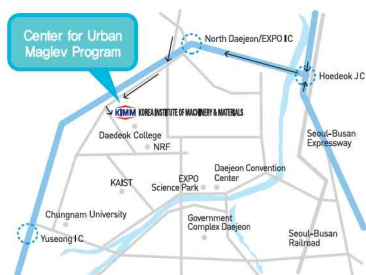 Center for Urban
Maglev Program
North Daejeon/EXPO IC
Hoedeok JC
KIMM KOREA INSTITUTE OF MACHINERY & MATERIALS
Daedeok College
NRF
Seoul-Busan
Expressway
KAIST
EXPO
Science Park
Daejeon Convention
Center
Chungnam University
Government
Complex Daejeon
Yuseong IC
Seoul-Busan
Railroad